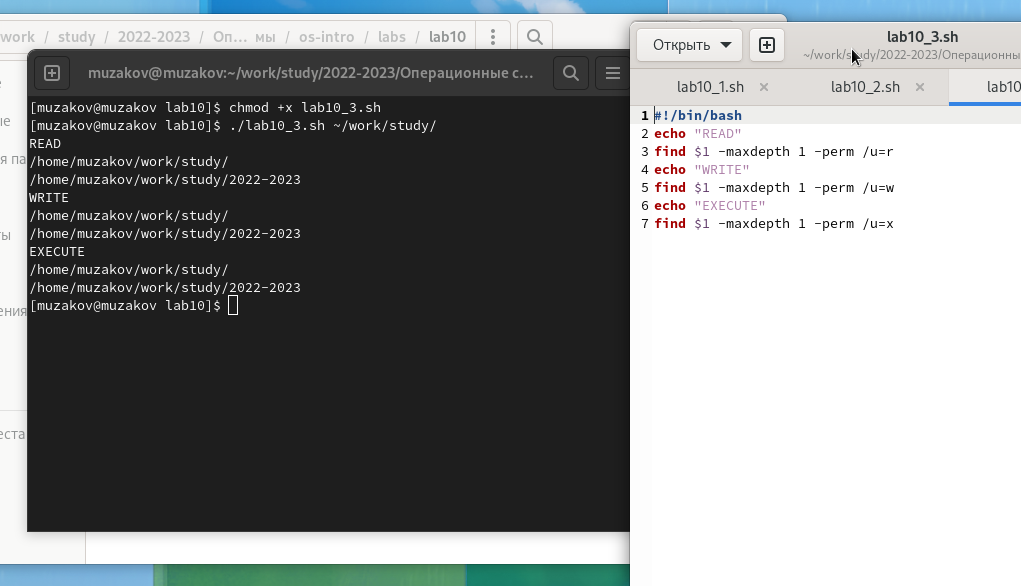 work / study / 2022-2023 / Оп… мы / os-intro / labs / lab10
muzakov@muzakov:~/work/study/2022-2023/Операционные с…
[muzakov@muzakov lab10]$ chmod +x lab10_3.sh
[muzakov@muzakov lab10]$ ./lab10_3.sh ~/work/study/
READ
/home/muzakov/work/study/
/home/muzakov/work/study/2022-2023
WRITE
/home/muzakov/work/study/
/home/muzakov/work/study/2022-2023
EXECUTE
/home/muzakov/work/study/
/home/muzakov/work/study/2022-2023
[muzakov@muzakov lab10]$
Открыть
lab10_3.sh
~/work/study/2022-2023/Операционны
lab10_1.sh
lab10_2.sh
lab10
1 #!/bin/bash
2 echo "READ"
3 find $1 -maxdepth 1 -perm /u=r
4 echo "WRITE"
5 find $1 -maxdepth 1 -perm /u=w
6 echo "EXECUTE"
7 find $1 -maxdepth 1 -perm /u=x